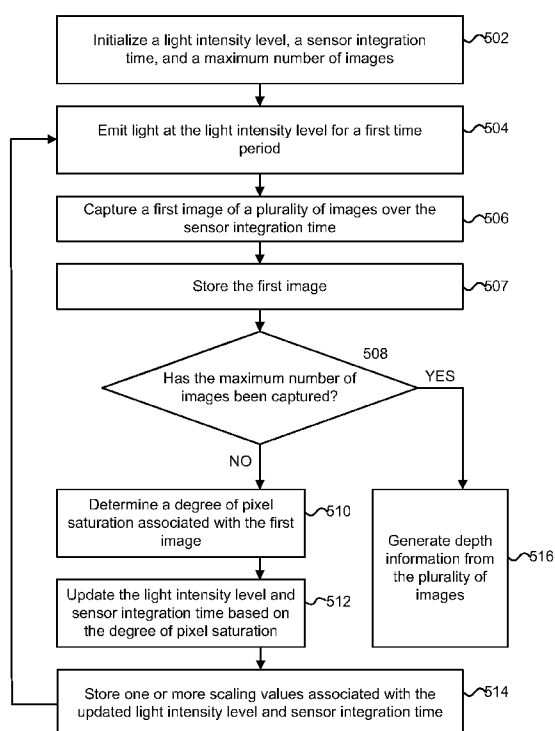 Initialize a light intensity level, a sensor integration
time, and a maximum number of images
502
Emit light at the light intensity level for a first time
period
504
Capture a first image of a plurality of images over the
sensor integration time
506
Store the first image
507
508
Has the maximum number of
images been captured?
YES
NO
Determine a degree of pixel
saturation associated with the first
image
510
Generate depth
information from
the plurality of
images
516
Update the light intensity level and
sensor integration time based on
the degree of pixel saturation
512
Store one or more scaling values associated with the
updated light intensity level and sensor integration time
514